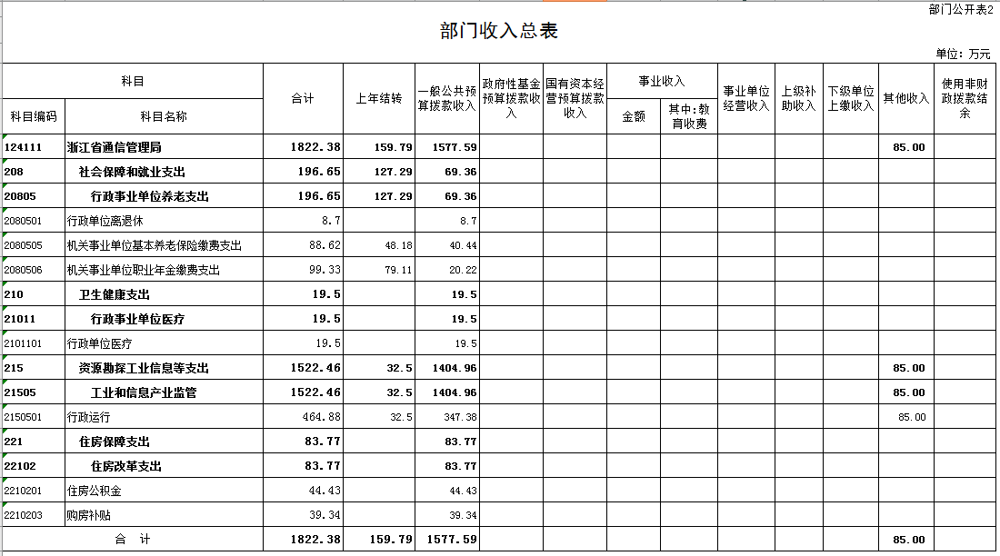 部门公开表2
部门收入总表
单位：万元
科目 合计 上年结转 一般公共预算拨款收入 政府性基金预算拨款收入 国有资本经营预算拨款收入 事业收入 事业单位经营收入 上级补助收入 下级单位上缴收入 其他收入 使用非财政拨款结余
科目编码 科目名称 金额 其中:教育收费
124111 浙江省通信管理局 1822.38 159.79 1577.59 85.00
208 社会保障和就业支出 196.65 127.29 69.36
20805 行政事业单位养老支出 196.65 127.29 69.36
2080501 行政单位离退休 8.7 8.7
2080505 机关事业单位基本养老保险缴费支出 88.62 48.18 40.44
2080506 机关事业单位职业年金缴费支出 99.33 79.11 20.22
210 卫生健康支出 19.5 19.5
21011 行政事业单位医疗 19.5 19.5
2101101 行政单位医疗 19.5 19.5
215 资源勘探工业信息等支出 1522.46 32.5 1404.96 85.00
21505 工业和信息产业监管 1522.46 32.5 1404.96 85.00
2150501 行政运行 464.88 32.5 347.38 85.00
221 住房保障支出 83.77 83.77
22102 住房改革支出 83.77 83.77
2210201 住房公积金 44.43 44.43
2210203 购房补贴 39.34 39.34
合 计 1822.38 159.79 1577.59 85.00